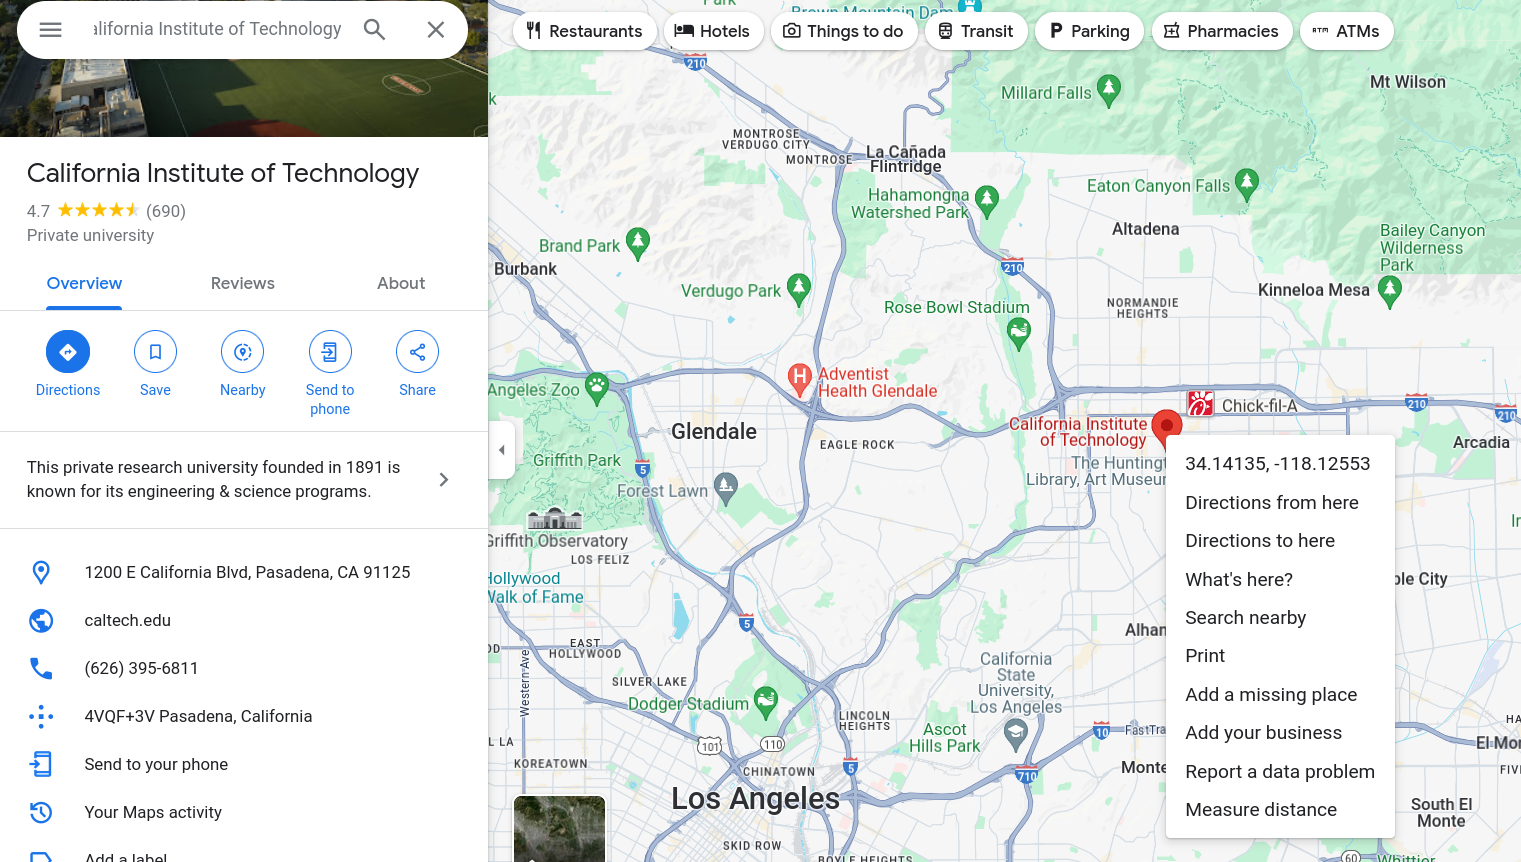 alifornia Institute of Technology
California Institute of Technology
4.7 (690)
Private university
Overview
Reviews
About
Directions
Save
Nearby
Send to
phone
Share
This private research university founded in 1891 is
known for its engineering & science programs.
1200 E California Blvd, Pasadena, CA 91125
caltech.edu
(626) 395-6811
4VQF+3V Pasadena, California
Send to your phone
Your Maps activity
Add a label
Restaurants
Hotels
Things to do
Transit
Parking
Pharmacies
ATMs
Park
Brown Mountain Dam
210
Millard Falls
Mt Wilson
k
MONTROSE
VERDUGO CITY
MONTROSE
La Cañada
Flintridge
Hahamongna
Watershed Park
Eaton Canyon Falls
Altadena
Bailey Canyon
Wilderness
Park
Brand Park
Burbank
Verdugo Park
210
Kinneloa Mesa
NORMANDIE
HEIGHTS
Rose Bowl Stadium
Angeles Zoo
H
Adventist
Health Glendale
Chick-fil-A
210
210
California Institute
of Technology
Glendale
EAGLE ROCK
Arcadia
Griffith Park
5
The Huntingt
Library, Art Museur
Forest Lawn
Griffith Observatory
LOS FELIZ
Hollywood
Walk of Fame
5
ple City
EAST
HOLLYWOOD
OD
Western Ave
SILVER LAKE
Alhan
California
State
University,
Los Angeles
Dodger Stadium
LINCOLN
HEIGHTS
Ascot
Hills Park
10
FastTra
101
110
L LA
KOREATOWN
CHINATOWN
5
710
Monte
El Mon
HA
FIV
Los Angeles
South El
Monte
SKID ROW
BOYLE HEIGHTS
60
Whittier
34.14135, -118.12553
Directions from here
Directions to here
What's here?
Search nearby
Print
Add a missing place
Add your business
Report a data problem
Measure distance